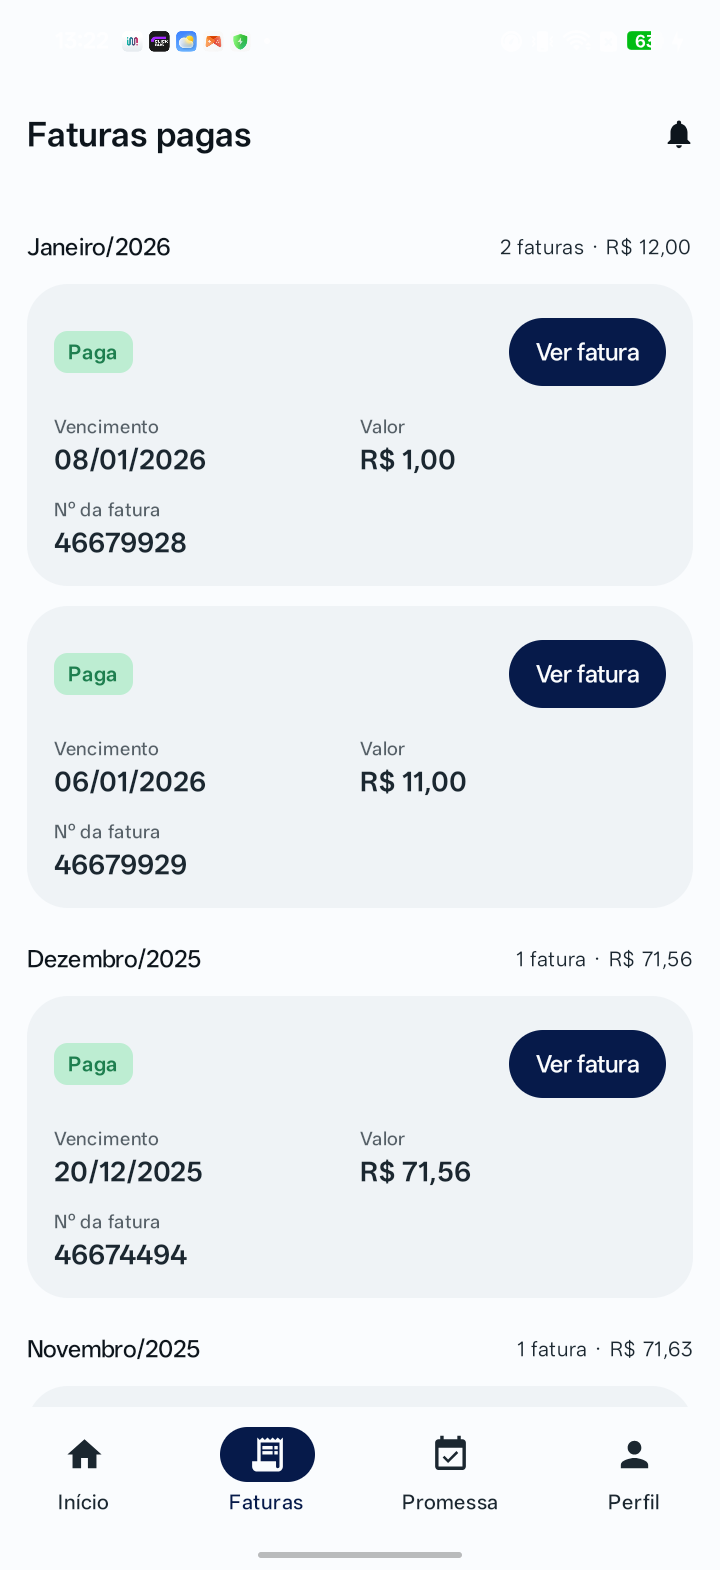 63
Faturas pagas
Janeiro/2026
2 faturas · R$ 12,00
Paga
Ver fatura
Vencimento
Valor
08/01/2026
R$ 1,00
Nº da fatura
46679928
Paga
Ver fatura
Vencimento
Valor
06/01/2026
R$ 11,00
Nº da fatura
46679929
Dezembro/2025
1 fatura · R$ 71,56
Paga
Ver fatura
Vencimento
Valor
20/12/2025
R$ 71,56
Nº da fatura
46674494
Novembro/2025
1 fatura · R$ 71,63
Início
Faturas
Promessa
Perfil